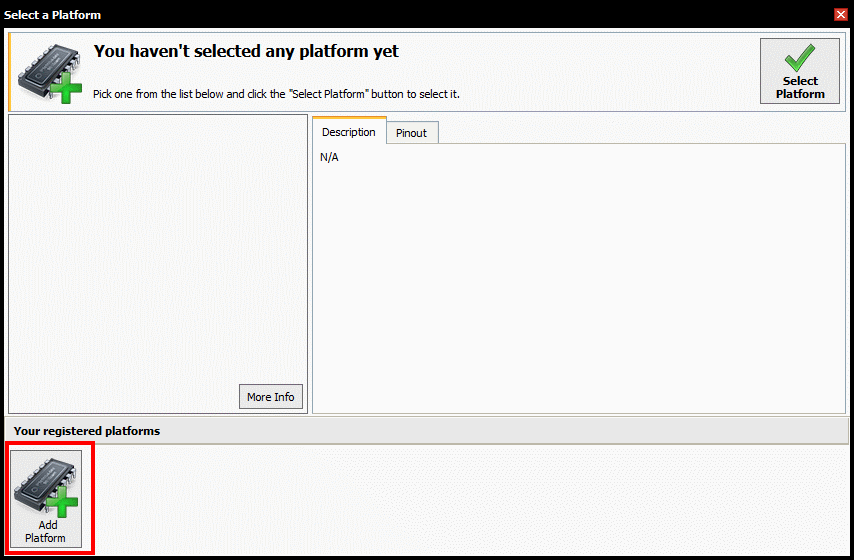 Select a Platform
You haven't selected any platform yet
Pick one from the list below and click the "Select Platform" button to select it.
Select
Platform
Description
Pinout
N/A
More Info
Your registered platforms
Add
Platform